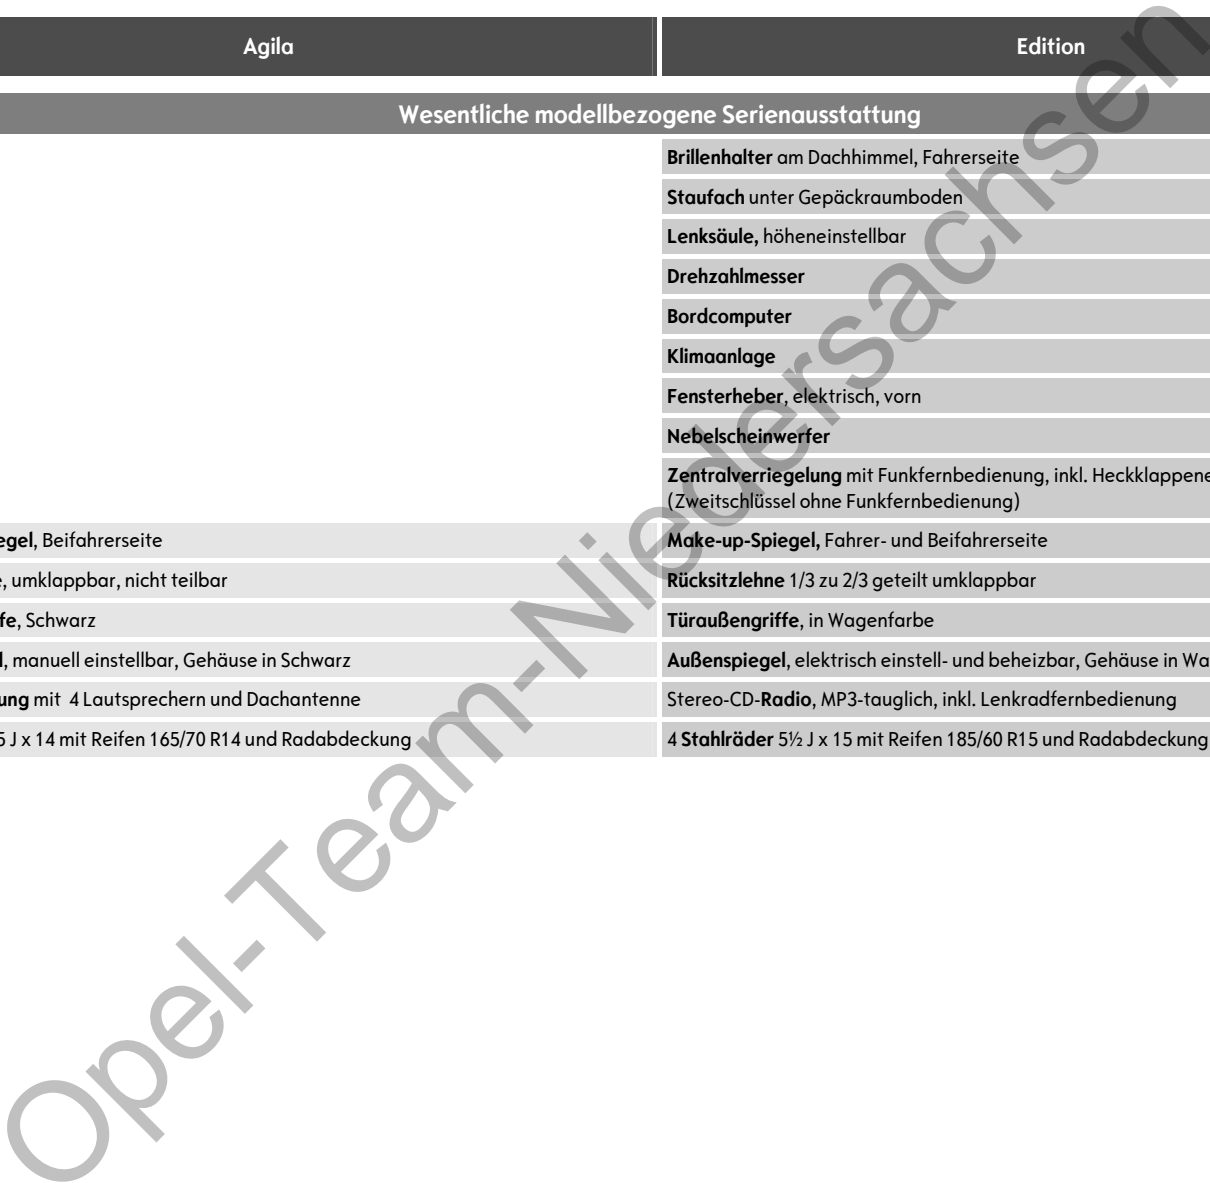 Agila
Edition
Wesentliche modellbezogene Serienausstattung
Brillenhalter am Dachhimmel, Fahrerseite
Staufach unter Gepäckraumboden
Lenksäule, höheneinstellbar
Drehzahlmesser
Bordcomputer
Klimaanlage
Fensterheber, elektrisch, vorn
Nebelscheinwerfer
Zentralverriegelung mit Funkfernbedienung, inkl. Heckklappene
(Zweitschlüssel ohne Funkfernbedienung)
egel, Beifahrerseite
Make-up-Spiegel, Fahrer- und Beifahrerseite
, umklappbar, nicht teilbar
Rücksitzlehne 1/3 zu 2/3 geteilt umklappbar
fe, Schwarz
Türaußengriffe, in Wagenfarbe
l, manuell einstellbar, Gehäuse in Schwarz
Außenspiegel, elektrisch einstell- und beheizbar, Gehäuse in Wa
ung mit 4 Lautsprechern und Dachantenne
Stereo-CD-Radio, MP3-tauglich, inkl. Lenkradfernbedienung
5 J x 14 mit Reifen 165/70 R14 und Radabdeckung
4 Stahlräder 5½ J x 15 mit Reifen 185/60 R15 und Radabdeckung
Opel-Team-Niedersachsen